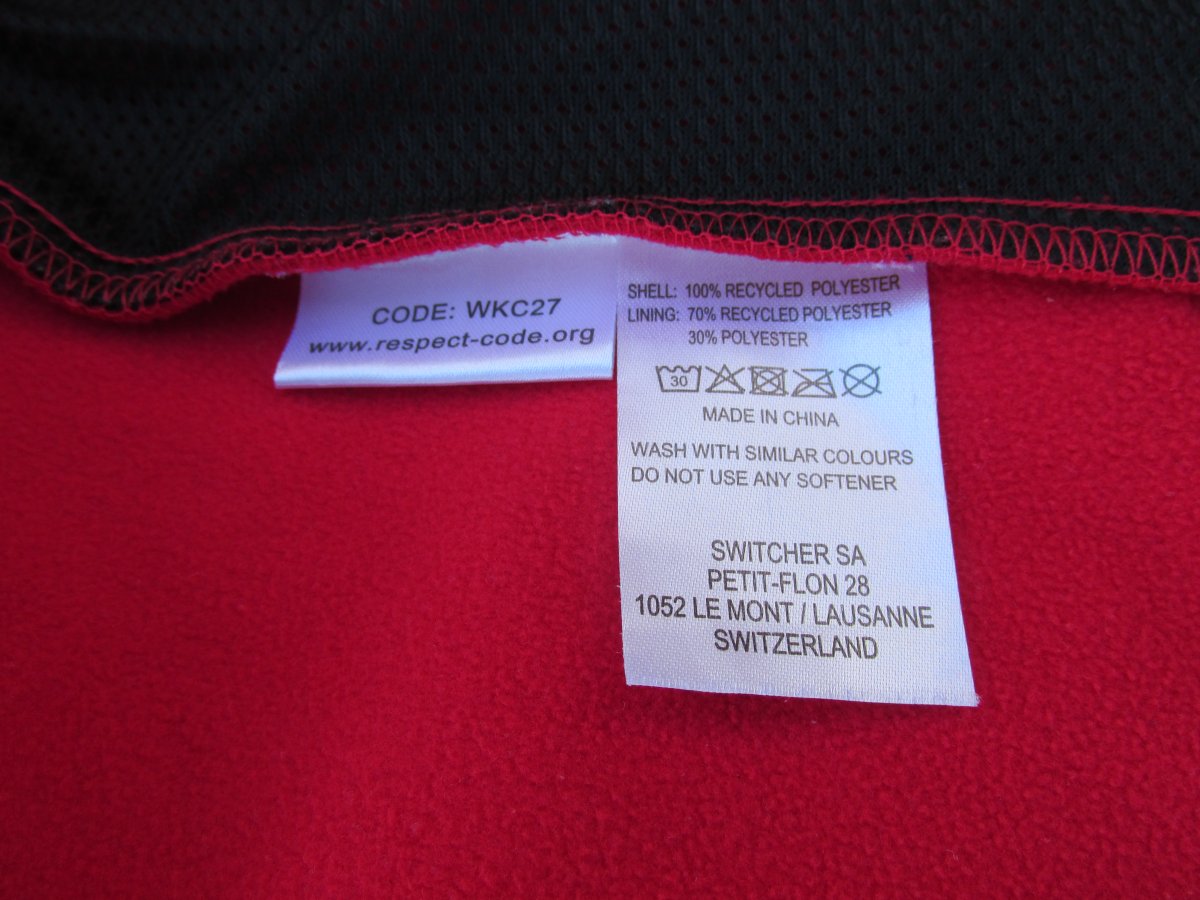 CODE: WKC27
www.respect-code.org
SHELL: 100% RECYCLED POLYESTER
LINING: 70% RECYCLED POLYESTER
30% POLYESTER
30
MADE IN CHINA
WASH WITH SIMILAR COLOURS
DO NOT USE ANY SOFTENER
SWITCHER SA
PETIT-FLON 28
1052 LE MONT / LAUSANNE
SWITZERLAND